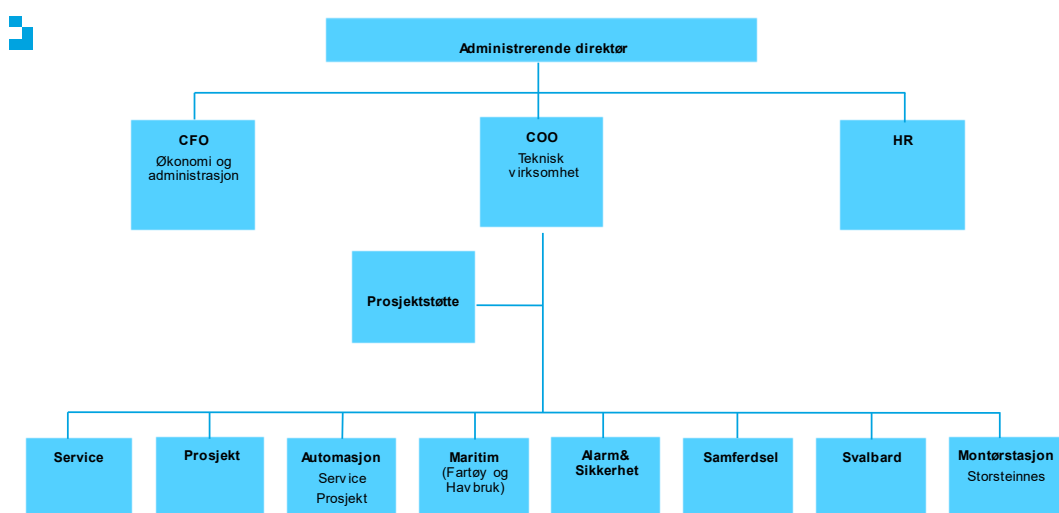 Administrerende direktør
CFO
Økonomi og
administrasjon
COO
Teknisk
virksomhet
HR
Prosjektstøtte
Service
Prosjekt
Automasjon
Service
Prosjekt
Maritim
(Fartøy og
Havbruk)
Alarm&
Sikkerhet
Samferdsel
Svalbard
Montørstasjon
Storsteinnes